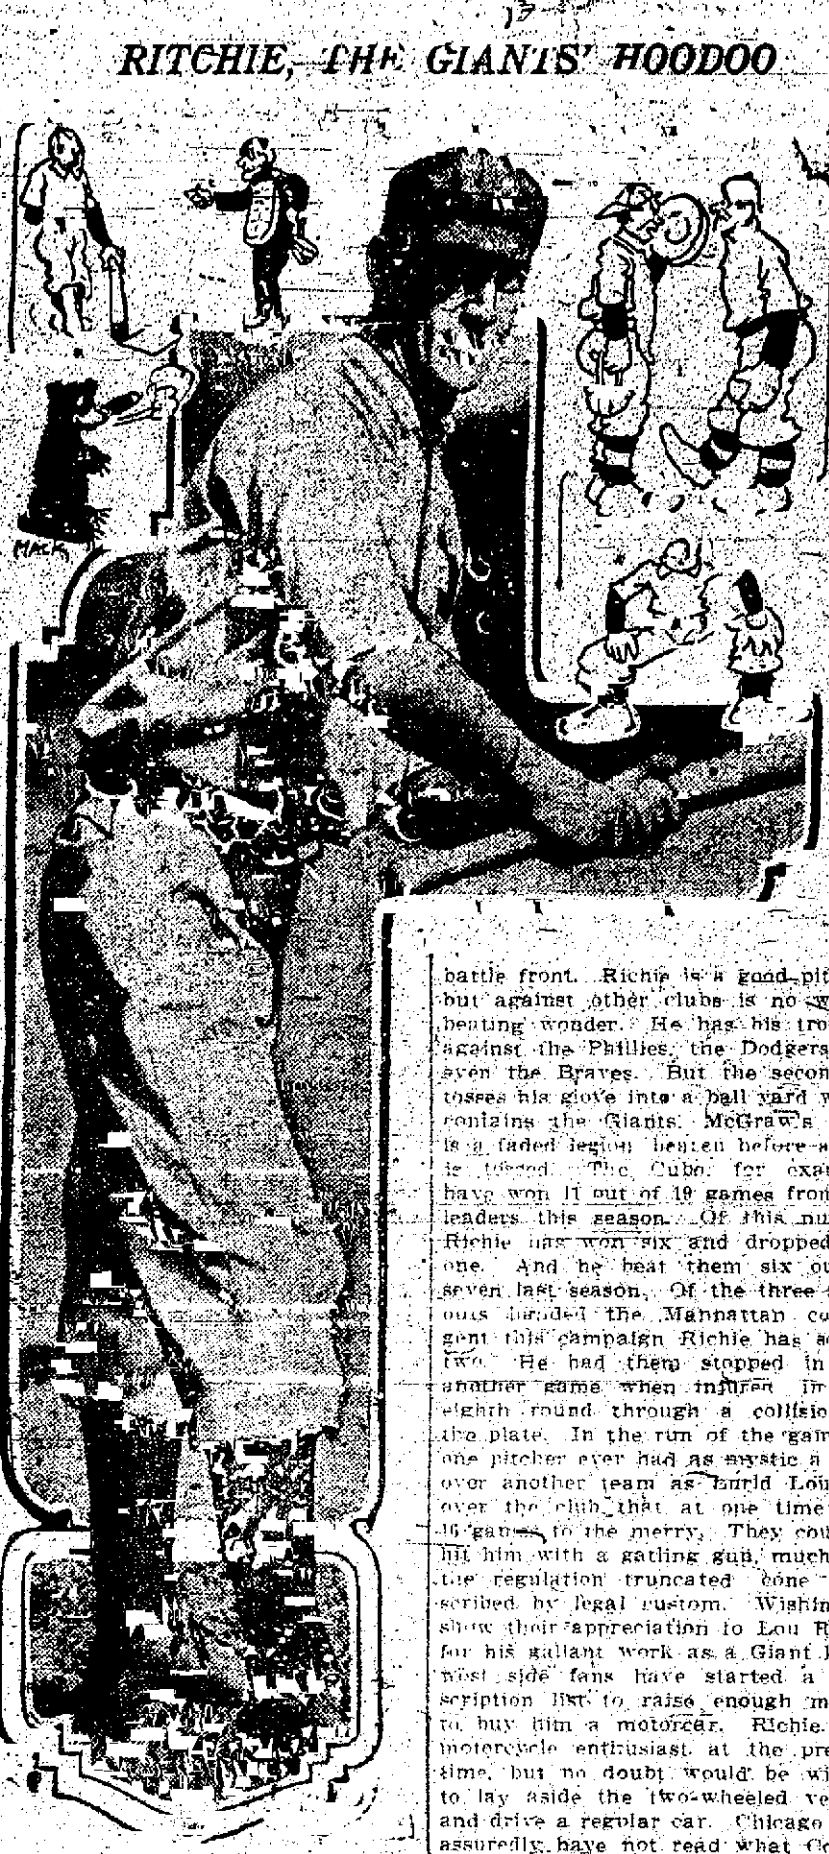 13
RITCHIE, THE GIANTS' HOODOO
MACK
battle front. Richie is a good pit
but against other clubs is no w
beating wonder. He has his tro
against the Phillies, the Dodgers
even the Braves. But the secon
tosses his glove into a ball yard w
contains the Giants, McGraw's
is a faded legion beaten before a
is tossed. The Cubs, for exa
have won 11 out of 19 games from
leaders this season. Of this nu
Richie has won six and dropped
one. And he beat them six ou
seven last season. Of the three
outs handed the Manhattan co
gent this campaign Richie has s
two. He had them stopped in
another game when injured in
eighth round through a collisio
the plate. In the run of the gam
one pitcher ever had as mystic a
over another team as Lou
over the club that at one time
16 games to the merry. They cou
hit him with a gatling gun, much
the regulation truncated cone
scribed by legal custom. Wishin
show their appreciation to Lou R
for his gallant work as a Giant
west side fans have started a
scription list to raise enough m
to buy him a motorcar. Richie
motorcycle enthusiast at the pre
time, but no doubt would be wi
to lay aside the two-wheeled ve
and drive a regular car. Chicago
assuredly have not read what Co